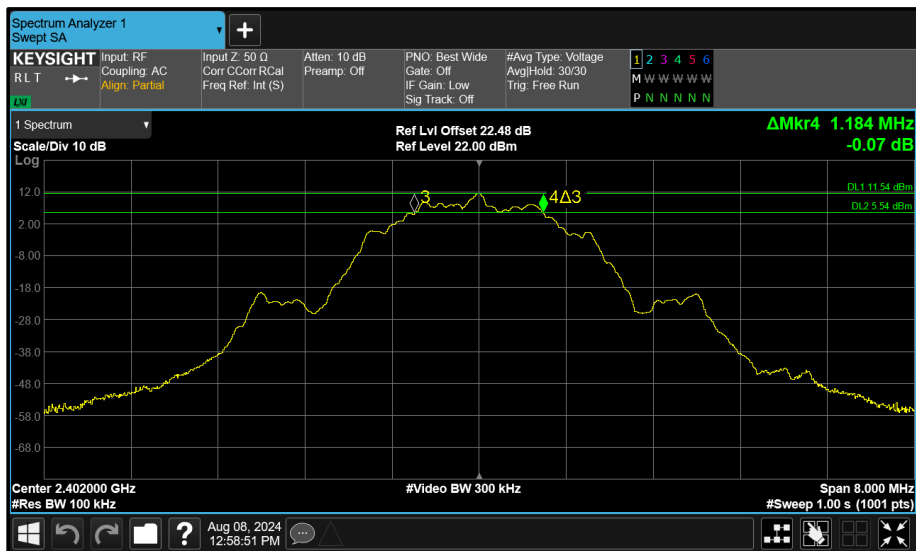 Spectrum Analyzer 1
Swept SA
KEYSIGHT
R L T
LXI
Input: RF
Coupling: AC
Align: Partial
Input Z: 50 Ω
Corr CCorr RCal
Freq Ref: Int (S)
Atten: 10 dB
Preamp: Off
PNO: Best Wide
Gate: Off
IF Gain: Low
Sig Track: Off
#Avg Type: Voltage
Avg|Hold: 30/30
Trig: Free Run
1 2 3 4 5 6
M W W W W W
P N N N N N
1 Spectrum
Scale/Div 10 dB
Log
Ref Lvl Offset 22.48 dB
Ref Level 22.00 dBm
ΔMkr4 1.184 MHz
-0.07 dB
12.0
2.00
-8.00
-18.0
-28.0
-38.0
-48.0
-58.0
-68.0
3
4Δ3
DL1 11.54 dBm
DL2 5.54 dBm
Center 2.402000 GHz
#Res BW 100 kHz
#Video BW 300 kHz
Span 8.000 MHz
#Sweep 1.00 s (1001 pts)
?
Aug 08, 2024
12:58:51 PM